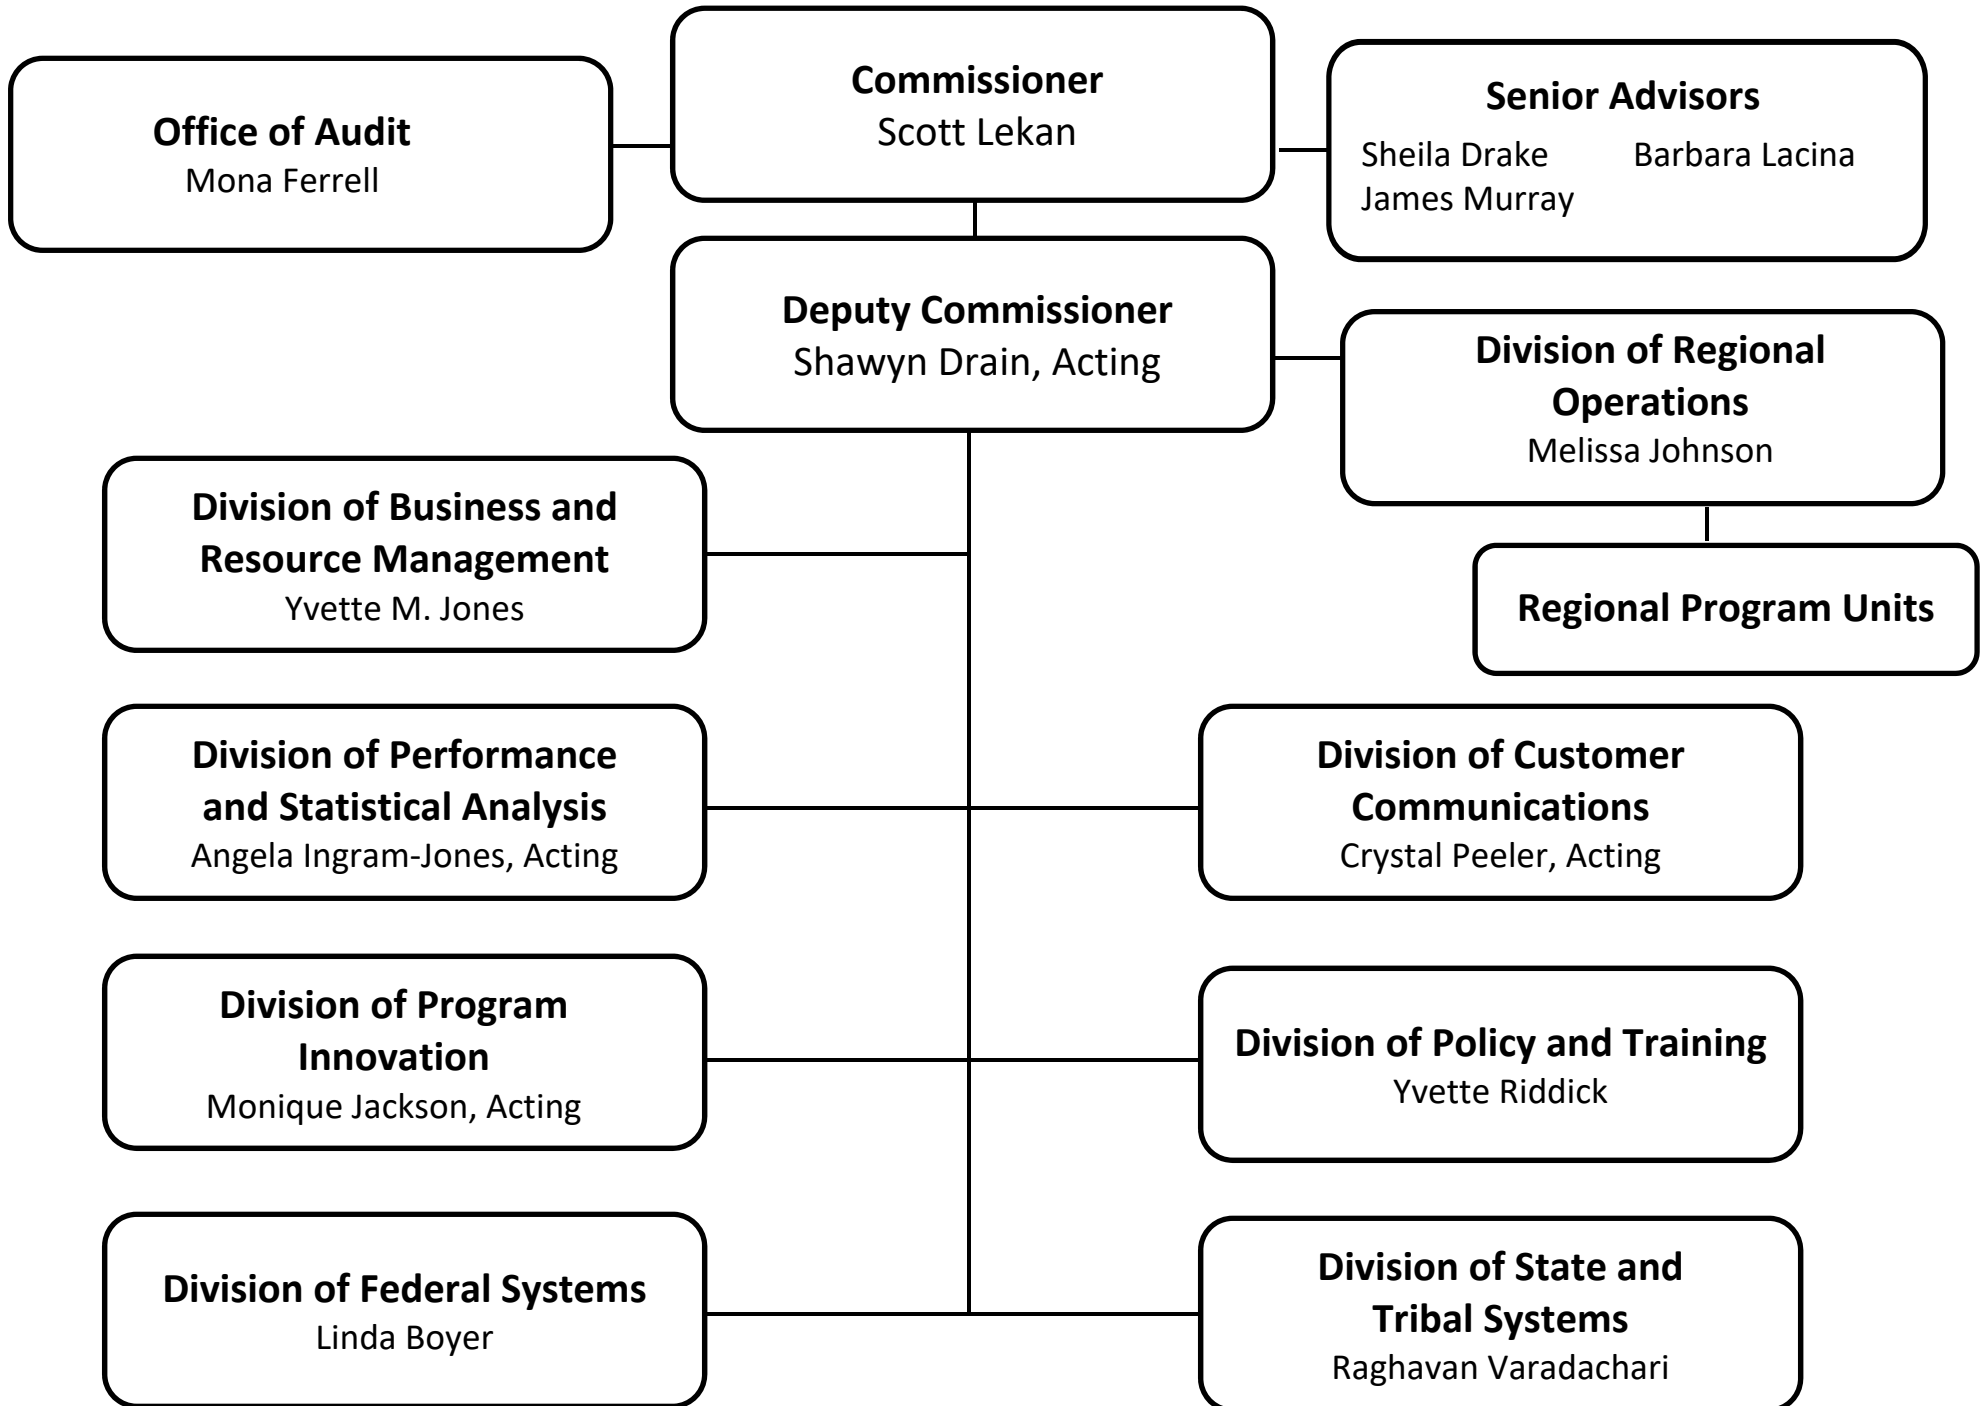 Office of Audit
Mona Ferrell
Commissioner
Scott Lekan
Senior Advisors
Sheila Drake Barbara Lacina
James Murray
Deputy Commissioner
Shawyn Drain, Acting
Division of Regional
Operations
Melissa Johnson
Regional Program Units
Division of Business and
Resource Management
Yvette M. Jones
Division of Performance
and Statistical Analysis
Angela Ingram-Jones, Acting
Division of Customer
Communications
Crystal Peeler, Acting
Division of Program
Innovation
Monique Jackson, Acting
Division of Policy and Training
Yvette Riddick
Division of Federal Systems
Linda Boyer
Division of State and
Tribal Systems
Raghavan Varadachari